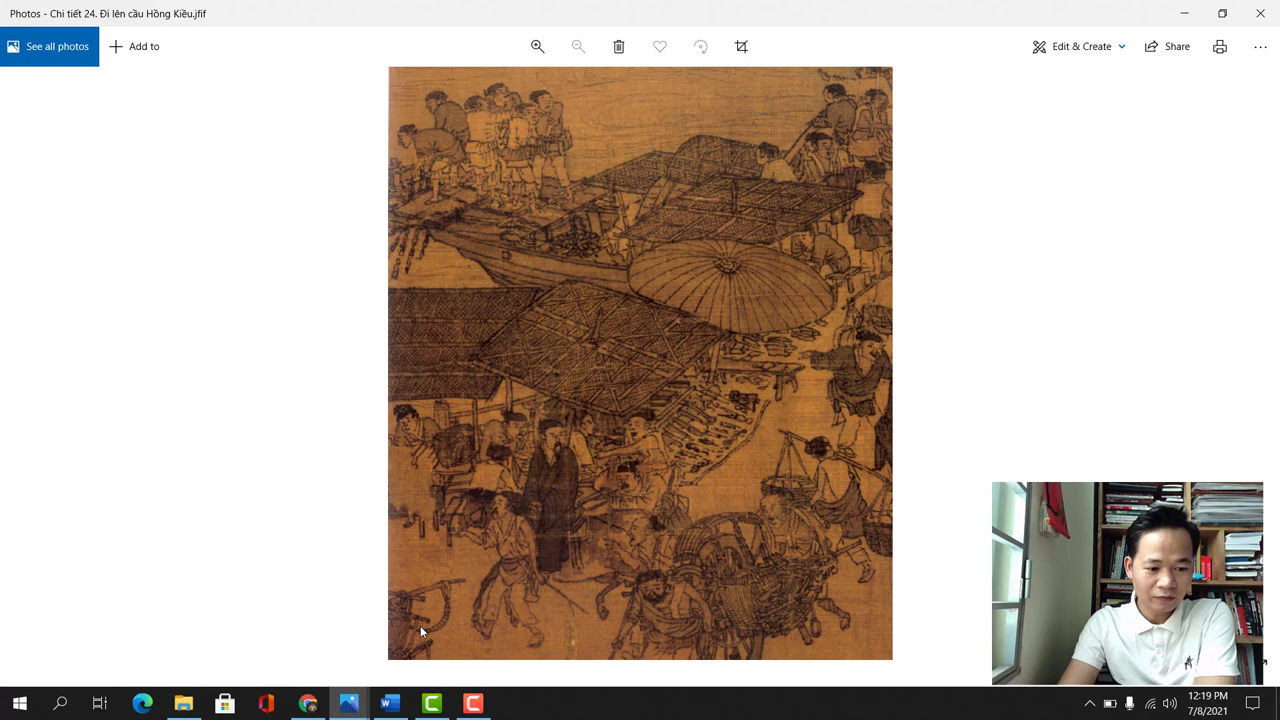 Photos - Chi tiết 24. Đi lên cầu Hồng Kiều.jfif
See all photos
Add to
Edit & Create
Share
12:19 PM
7/8/2021